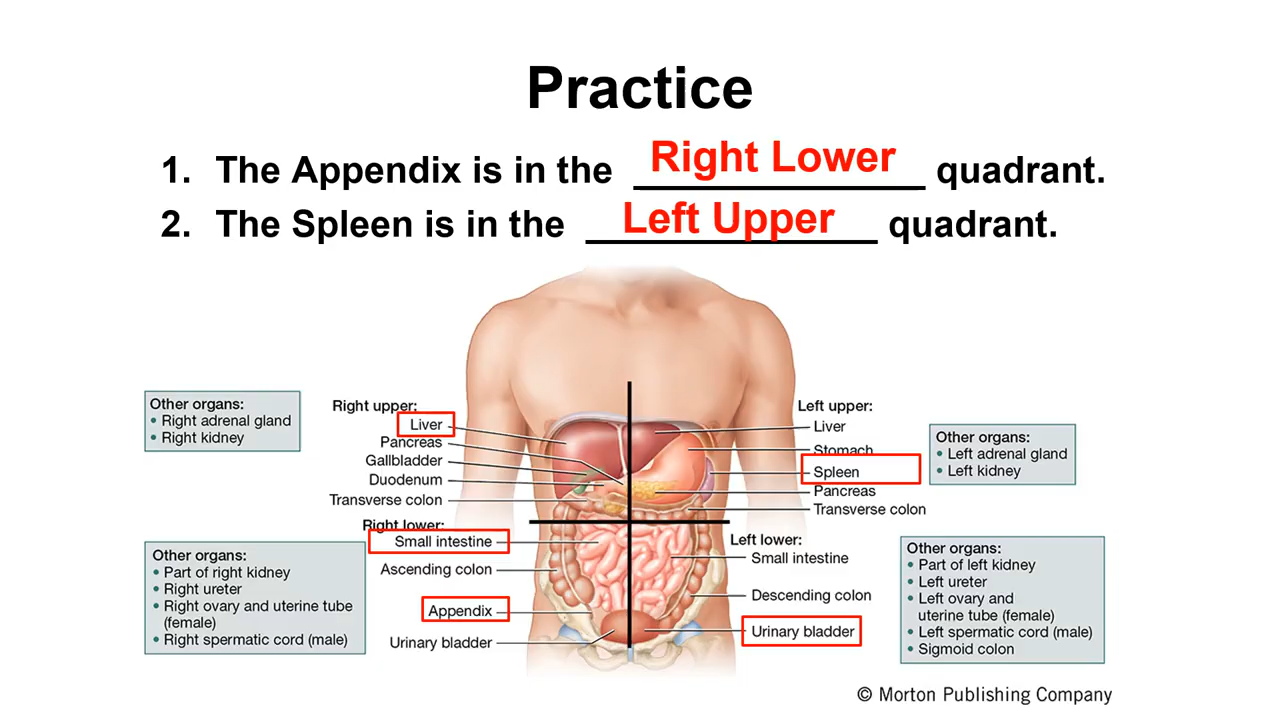 Practice
1. The Appendix is in the Right Lower quadrant.
2. The Spleen is in the Left Upper quadrant.
Other organs:
• Right adrenal gland
• Right kidney
Right upper:
Liver
Pancreas
Gallbladder
Duodenum
Transverse colon
Left upper:
Liver
Stomach
Spleen
Pancreas
Transverse colon
Other organs:
• Left adrenal gland
• Left kidney
Other organs:
• Part of right kidney
• Right ureter
• Right ovary and uterine tube
(female)
• Right spermatic cord (male)
Right lower:
Small intestine
Ascending colon
Appendix
Urinary bladder
Left lower:
Small intestine
Descending colon
Urinary bladder
Other organs:
• Part of left kidney
• Left ureter
• Left ovary and
uterine tube (female)
• Left spermatic cord (male)
• Sigmoid colon
© Morton Publishing Company